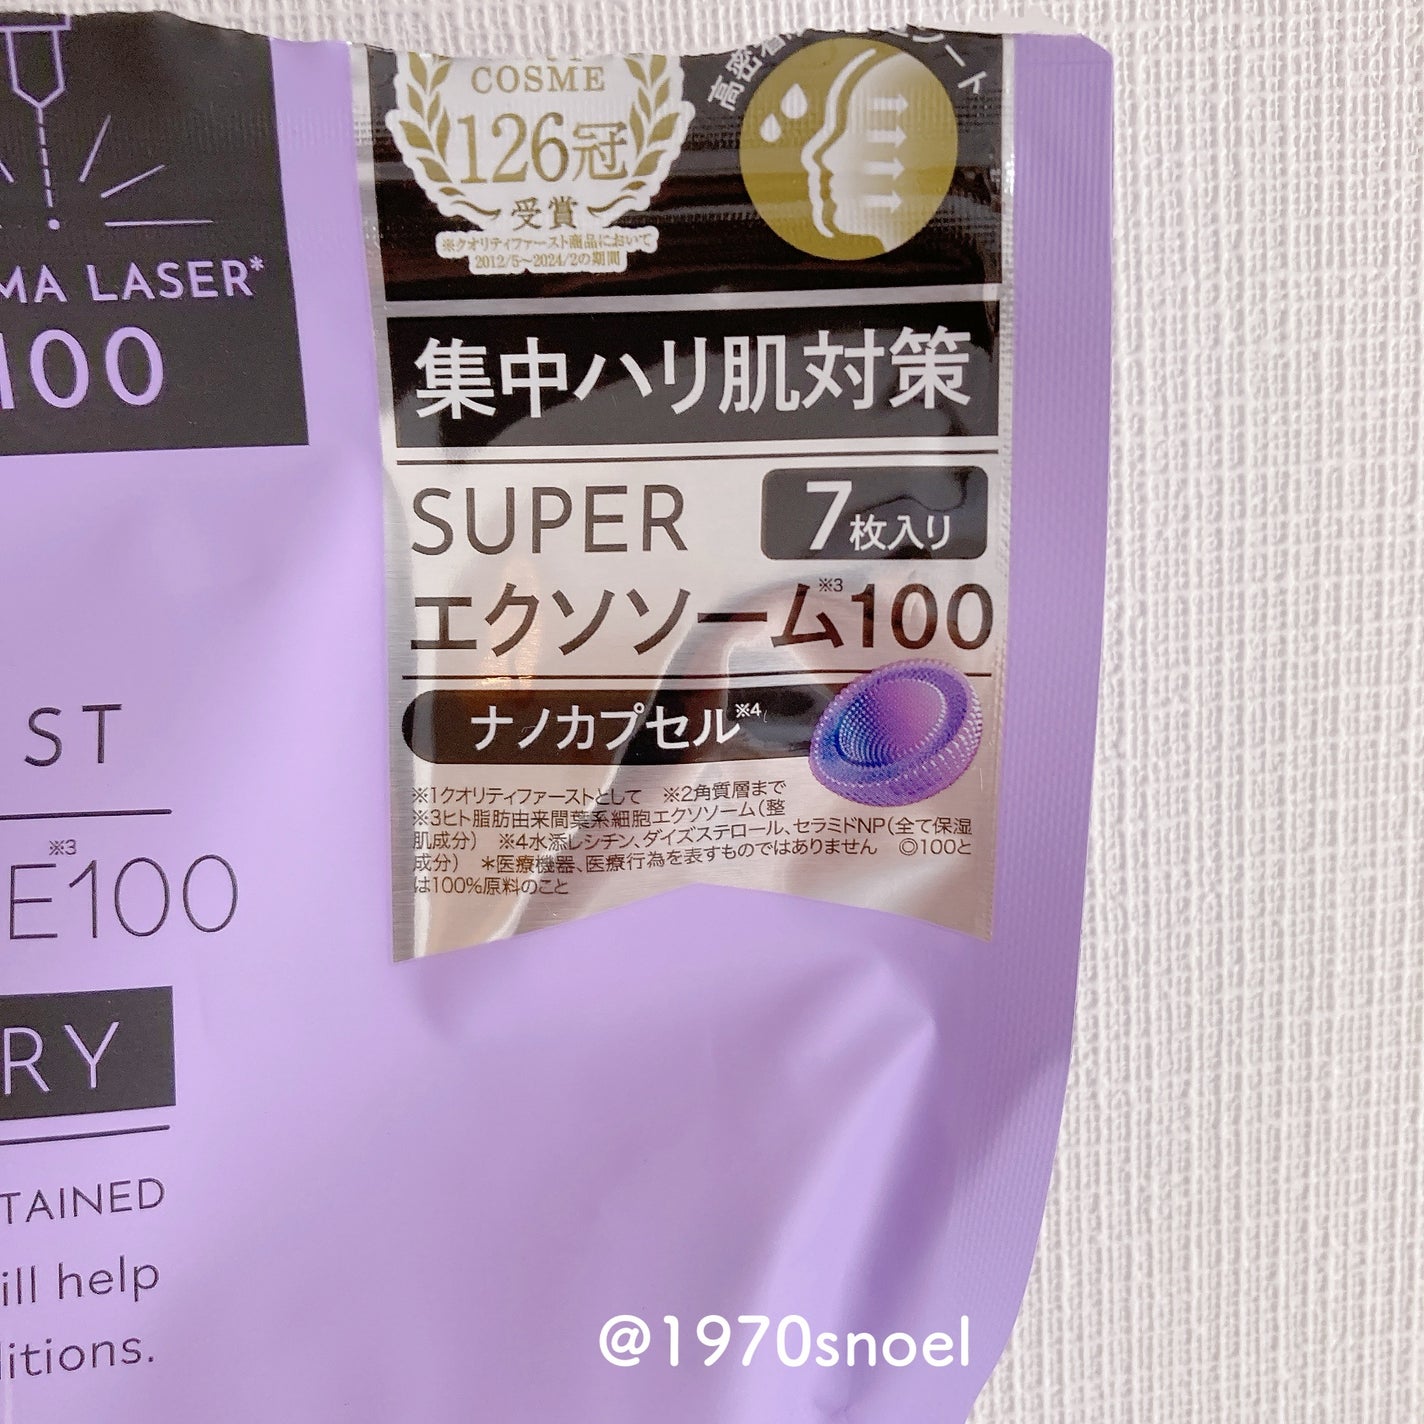 COSME
126冠
受賞
※クオリティファースト商品において
2012/5〜2024/2の期間
高密着
ート
MA LASER*
100
集中ハリ肌対策
SUPER
7枚入り
エクソソーム※3100
ナノカプセル※4
※1クオリティファーストとして ※2角質層まで
※3ヒト脂肪由来間葉系細胞エクソソーム(整
肌成分) ※4水添レシチン、ダイズステロール、セラミドNP(全て保湿
成分) *医療機器、医療行為を表すものではありません ◎100と
は100%原料のこと
ST
E※3100
RY
TAINED
ill help
litions.
@1970snoel